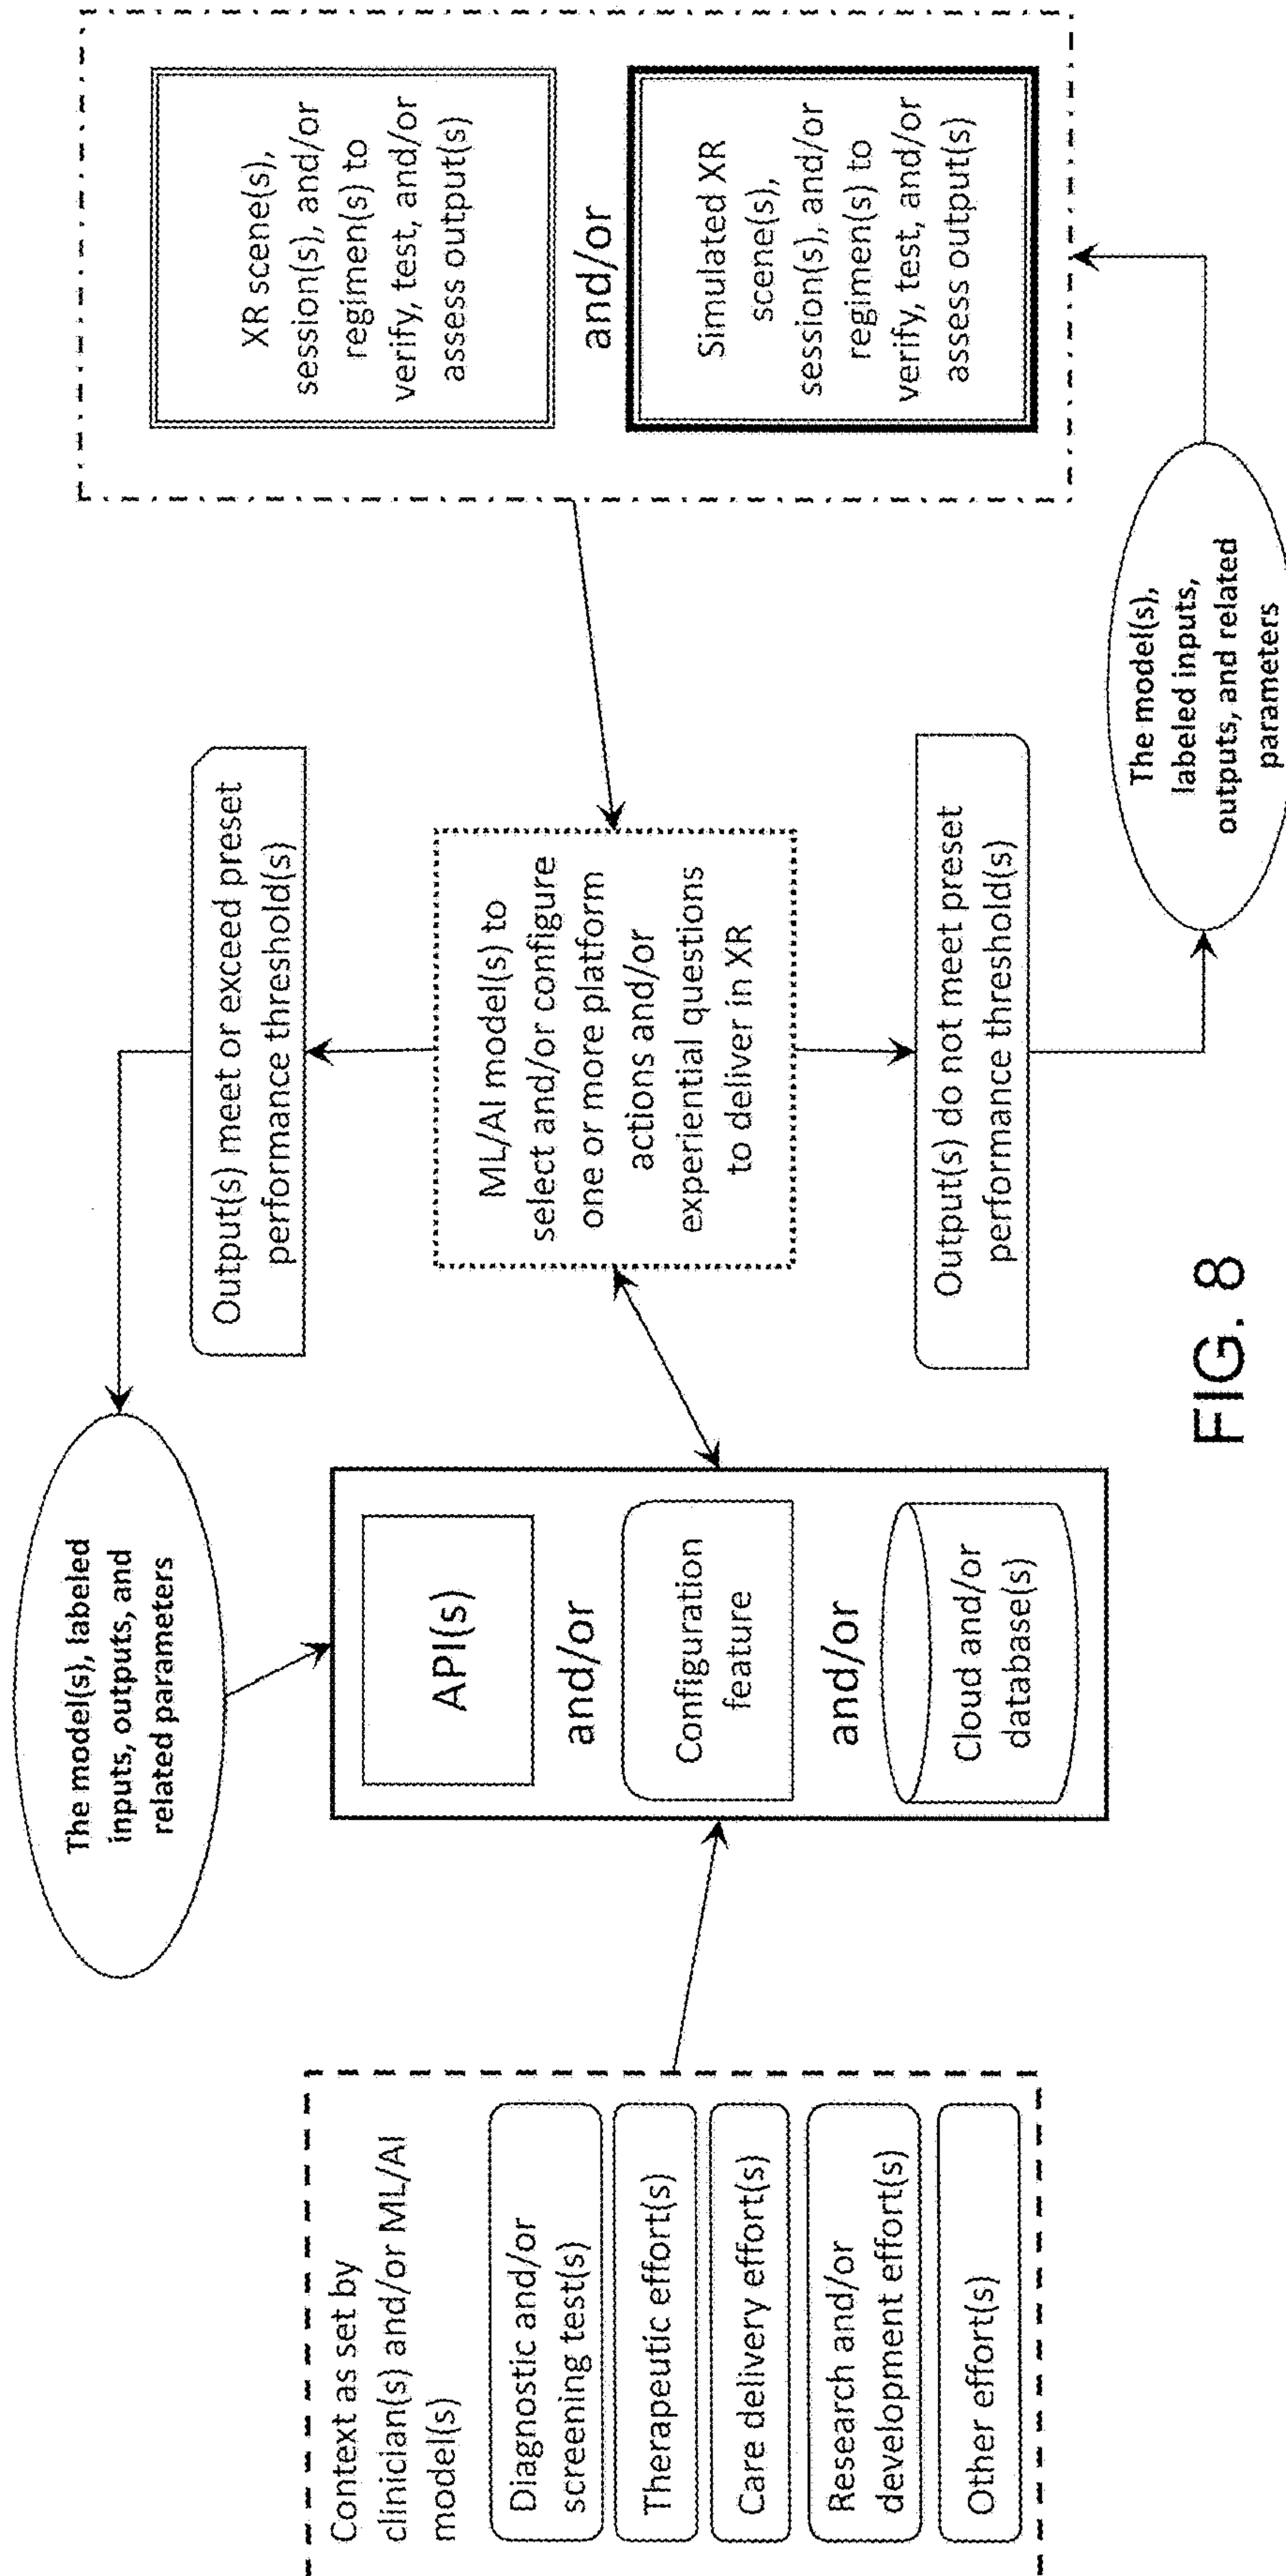 Context as set by
clinician(s) and/or ML/AI
model(s)
Diagnostic and/or
screening test(s)
Therapeutic effort(s)
Care delivery effort(s)
Research and/or
development effort(s)
Other effort(s)
The model(s), labeled
inputs, outputs, and
related parameters
API(s)
and/or
Configuration
feature
and/or
Cloud and/or
database(s)
Output(s) meet or exceed preset
performance threshold(s)
ML/AI model(s) to
select and/or configure
one or more platform
actions and/or
experiential questions
to deliver in XR
Output(s) do not meet preset
performance threshold(s)
XR scene(s),
session(s), and/or
regimen(s) to
verify, test, and/or
assess output(s)
and/or
Simulated XR
scene(s),
session(s), and/or
regimen(s) to
verify, test, and/or
assess output(s)
The model(s),
labeled inputs,
outputs, and related
parameters
FIG. 8